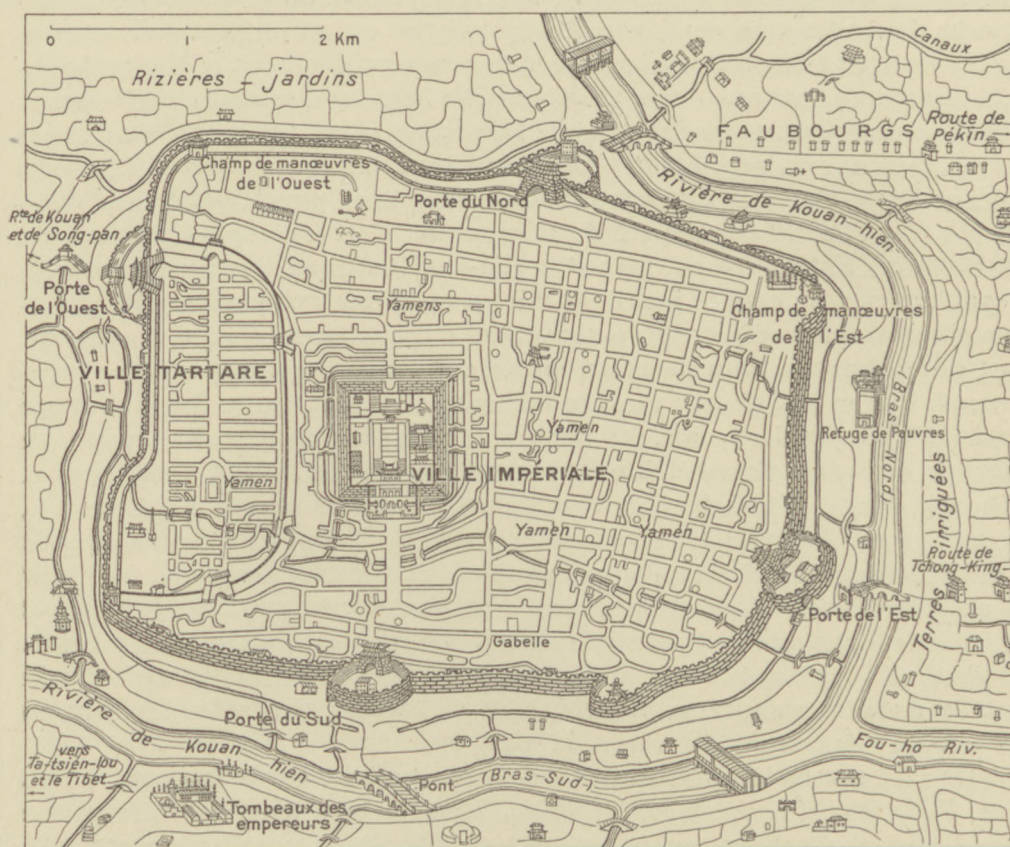 0 1 2 Km
Canaux
Rizières - jardins
FAUBOURGS
Route de
Pékin
Champ de manœuvres
de l'Ouest
Porte du Nord
Rivière de Kouan hien
Rte de Kouan
et de Song-pan
Porte
de l'Ouest
Yamens
Champ de manœuvres
de l'Est
VILLE TARTARE
(Bras Nord)
Yamen
Refuge de Pauvres
VILLE IMPÉRIALE
Yamen
Yamen
Yamen
Terres irriguées
Route de
Tchong-King
Porte de l'Est
Gabelle
Rivière de Kouan hien
Porte du Sud
vers
Ta-tsien-lou
et le Tibet
Fou-ho Riv.
Pont
(Bras-Sud)
Tombeaux des
empereurs